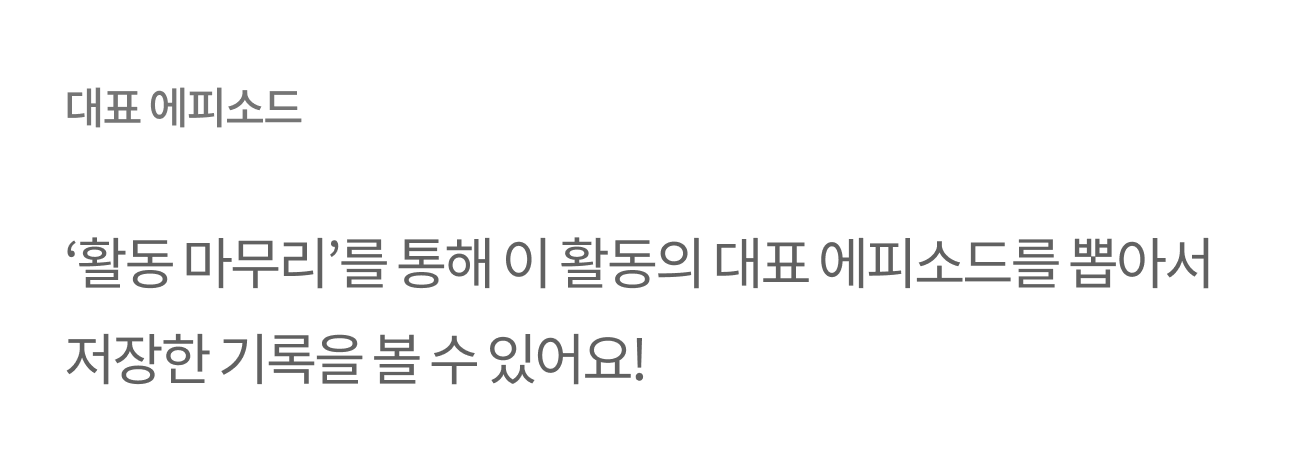 대표 에피소드
‘활동 마무리’를 통해 이 활동의 대표 에피소드를 뽑아서
저장한 기록을 볼 수 있어요!